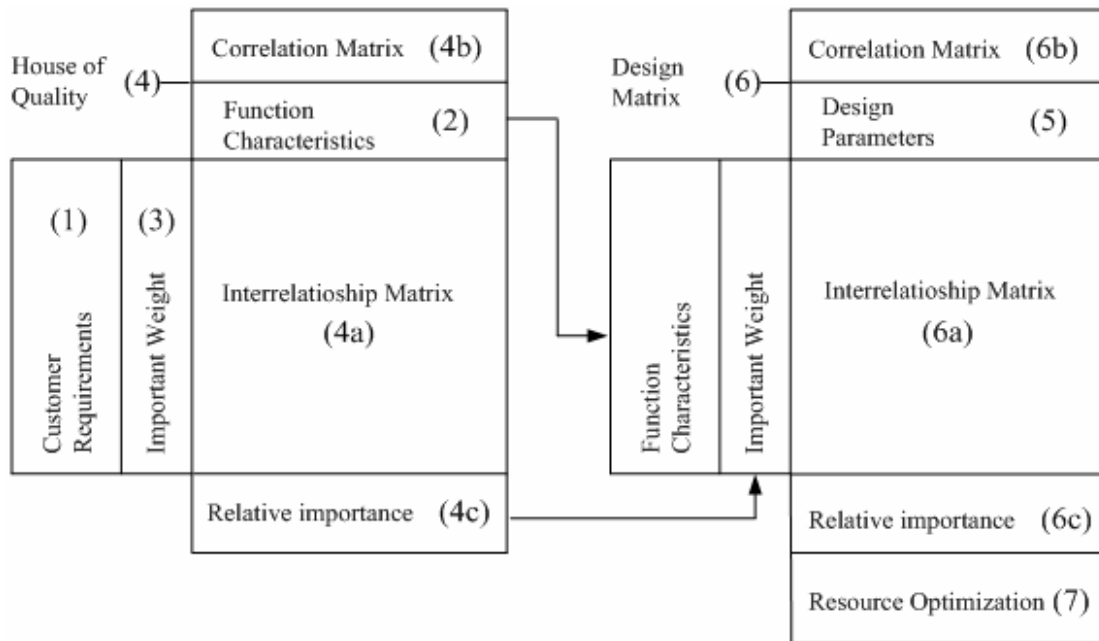 Correlation Matrix (4b)
House of
Quality
(4)
Function
Characteristics
(2)
(1)
(3)
Customer
Requirements
Important Weight
Interrelatioship Matrix
(4a)
Relative importance (4c)
Correlation Matrix (6b)
Design
Matrix
(6)
Design
Parameters
(5)
Function
Characteristics
Important Weight
Interrelatioship Matrix
(6a)
Relative importance (6c)
Resource Optimization (7)